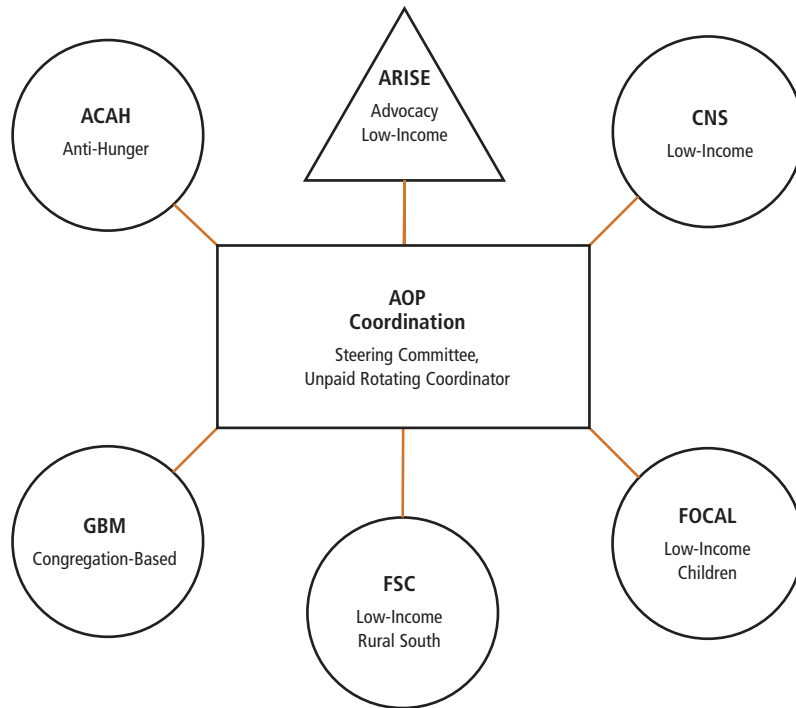 ACAH
Anti-Hunger
ARISE
Advocacy
Low-Income
CNS
Low-Income
AOP
Coordination
Steering Committee,
Unpaid Rotating Coordinator
GBM
Congregation-Based
FSC
Low-Income
Rural South
FOCAL
Low-Income
Children